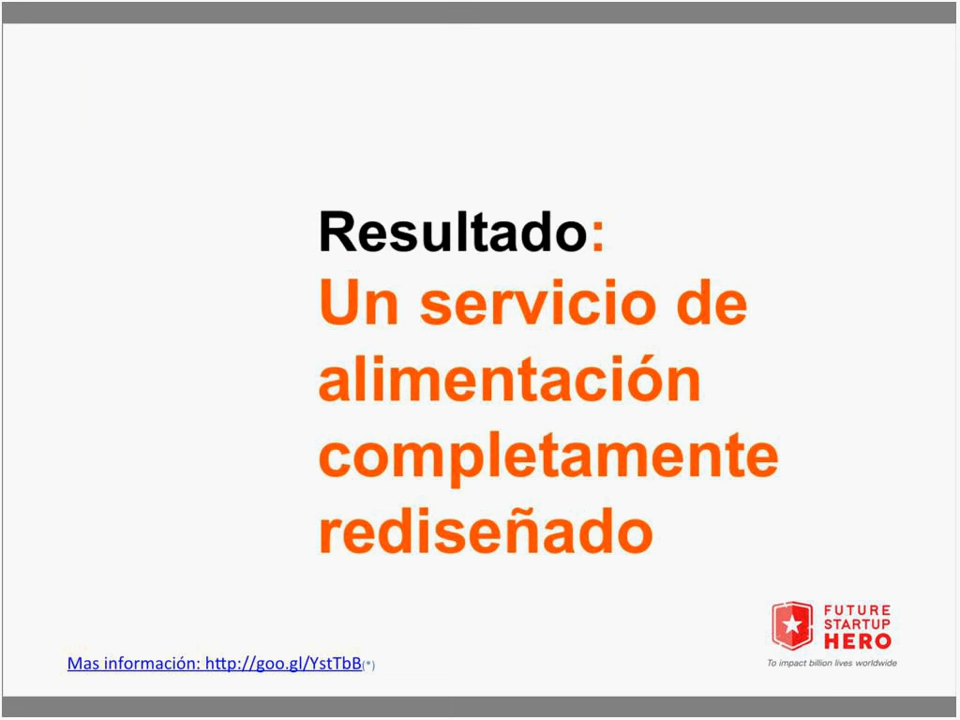 Resultado:
Un servicio de
alimentación
completamente
rediseñado
Mas información: http://goo.gl/YstTbB(*)
FUTURE
STARTUP
HERO
To impact billion lives worldwide